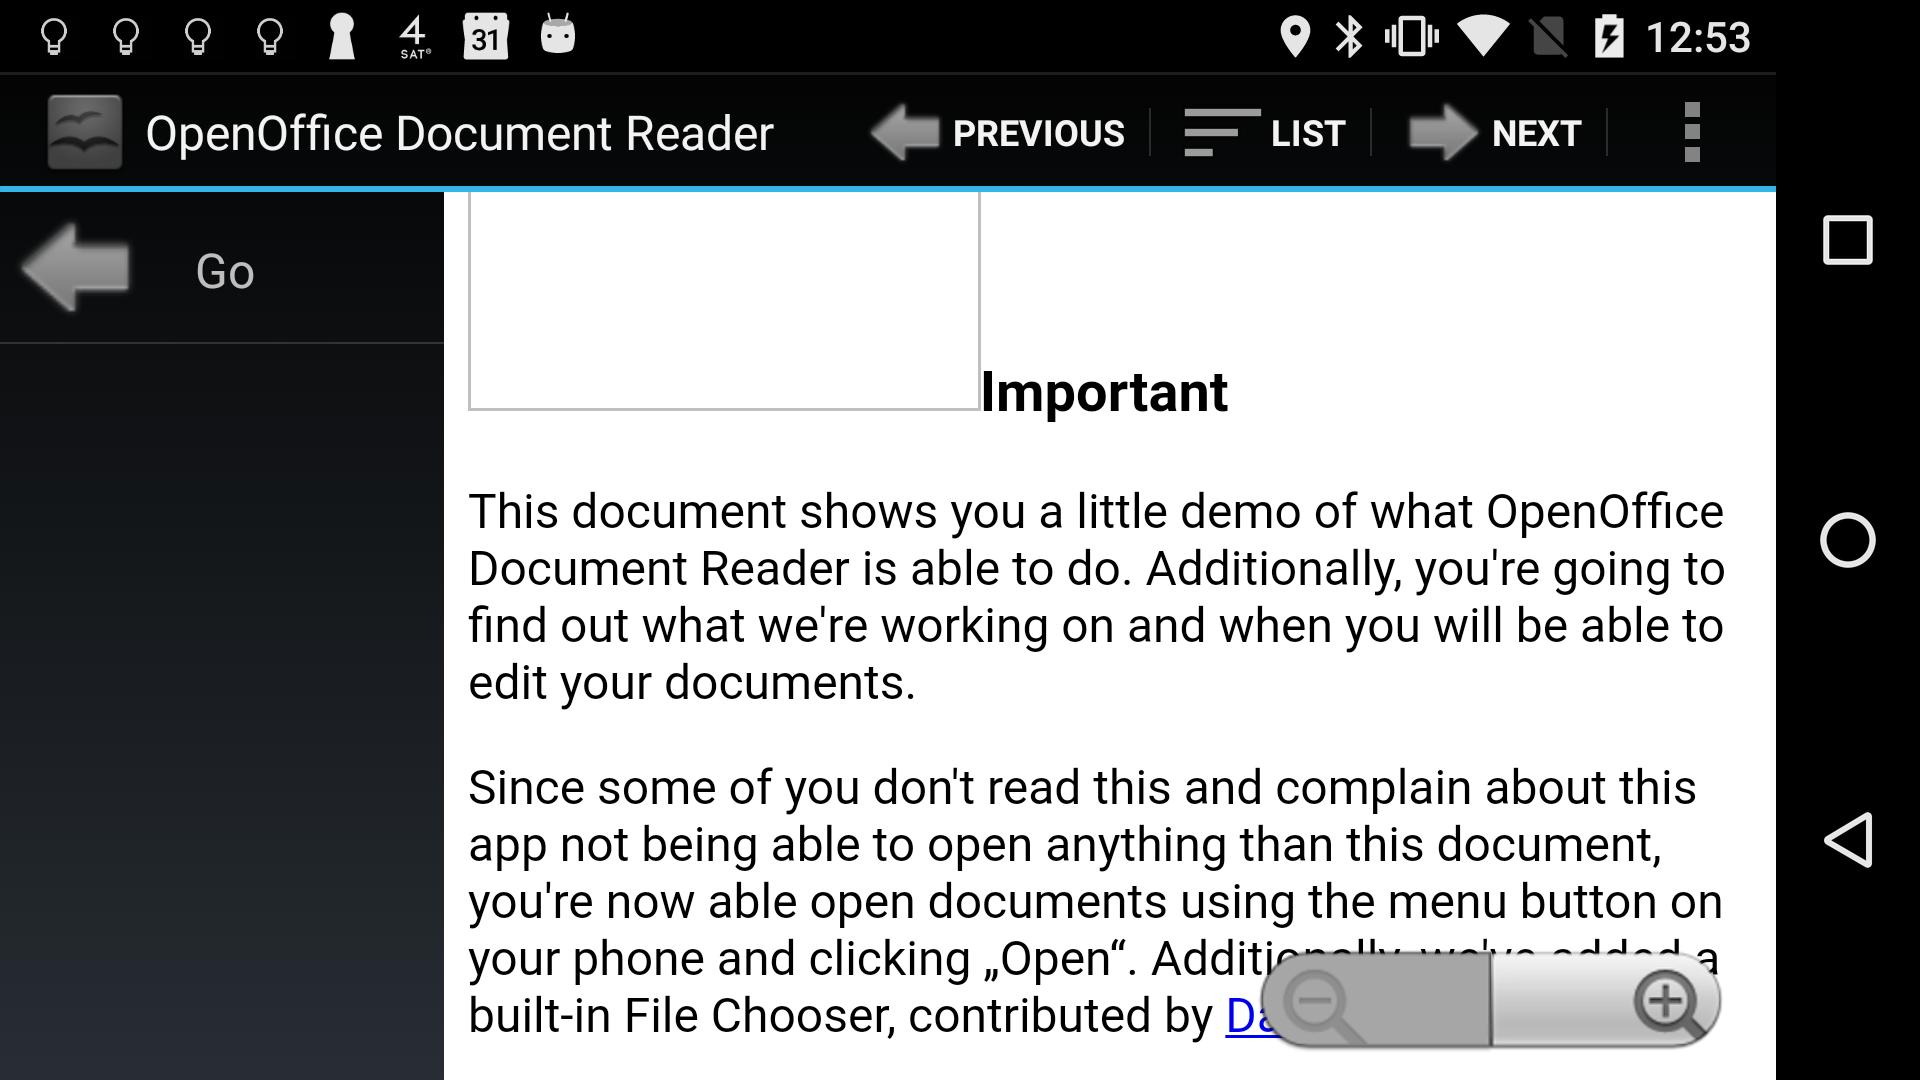 4
SAT®
31
12:53
OpenOffice Document Reader
PREVIOUS
LIST
NEXT
Go
Important
This document shows you a little demo of what OpenOffice
Document Reader is able to do. Additionally, you're going to
find out what we're working on and when you will be able to
edit your documents.
Since some of you don't read this and complain about this
app not being able to open anything than this document,
you're now able open documents using the menu button on
your phone and clicking „Open“. Additionally, we've added a
built-in File Chooser, contributed by